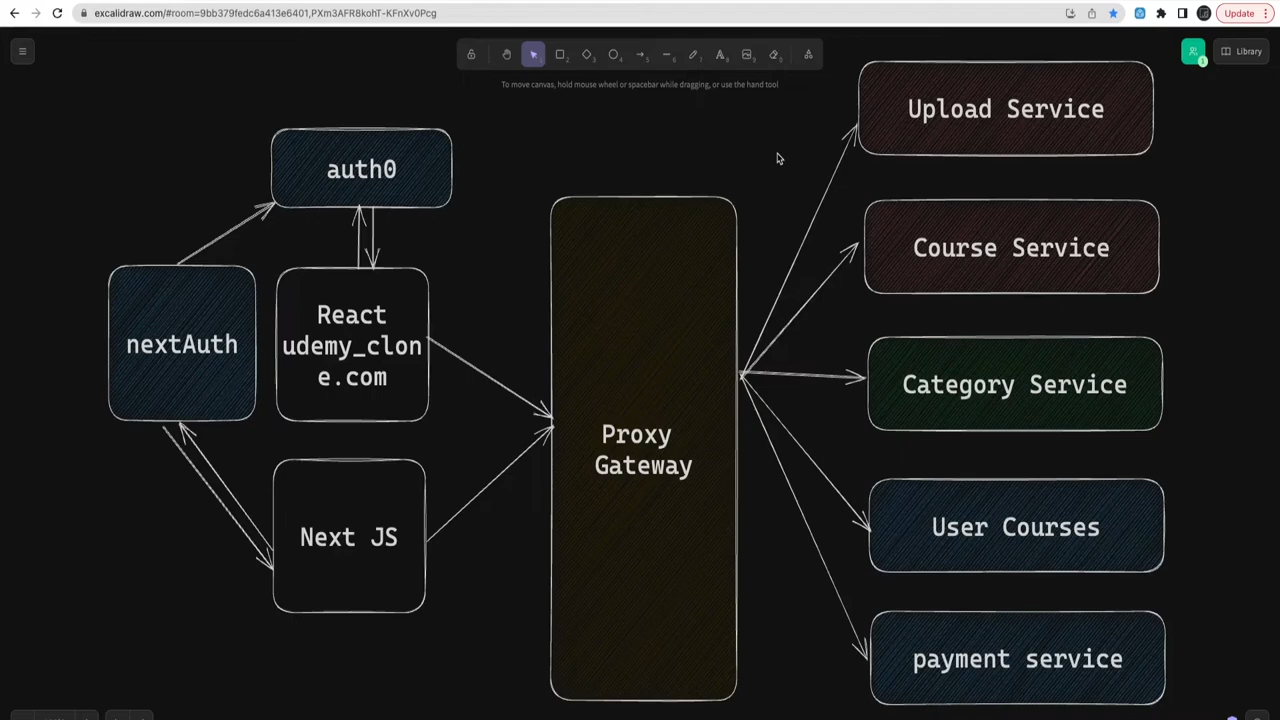 excalidraw.com/#room=9bb379fedc6a413e6401,PXm3AFR8kohT-KFnXv0Pcg
Update
Library
1
To move canvas, hold mouse wheel or spacebar while dragging, or use the hand tool
Upload Service
auth0
Course Service
nextAuth
React
udemy_clon
e.com
Category Service
Proxy
Gateway
User Courses
Next JS
payment service